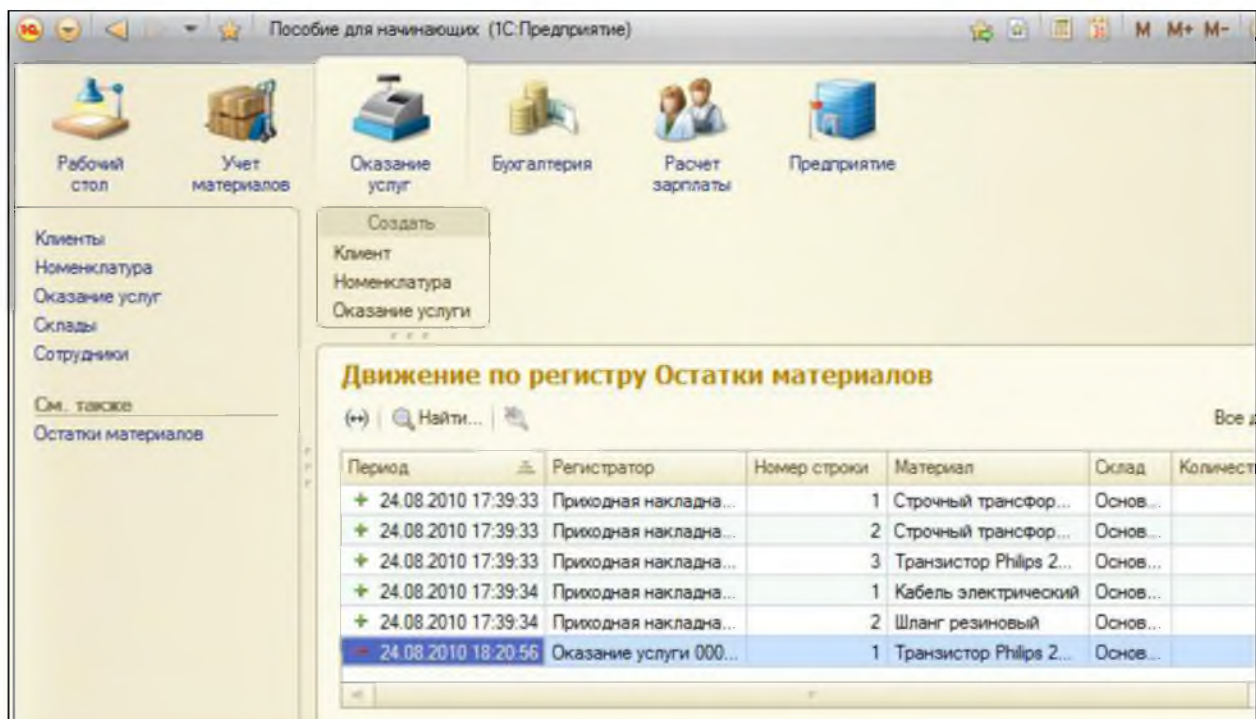 Пособие для начинающих (1С:Предприятие)
M M+ M-
Рабочий стол
Учет материалов
Оказание услуг
Бухгалтерия
Расчет зарплаты
Предприятие
Создать
Клиент
Номенклатура
Оказание услуги
Клиенты
Номенклатура
Оказание услуг
Склады
Сотрудники
См. также
Остатки материалов
Движение по регистру Остатки материалов
Найти...
Все
Период Регистратор Номер строки Материал Склад Количест
+ 24.08.2010 17:39:33 Приходная накладна... 1 Строчный трансфор... Основ...
+ 24.08.2010 17:39:33 Приходная накладна... 2 Строчный трансфор... Основ...
+ 24.08.2010 17:39:33 Приходная накладна... 3 Транзистор Philips 2... Основ...
+ 24.08.2010 17:39:34 Приходная накладна... 1 Кабель электрический Основ...
+ 24.08.2010 17:39:34 Приходная накладна... 2 Шланг резиновый Основ...
- 24.08.2010 18:20:56 Оказание услуги 000... 1 Транзистор Philips 2... Основ...